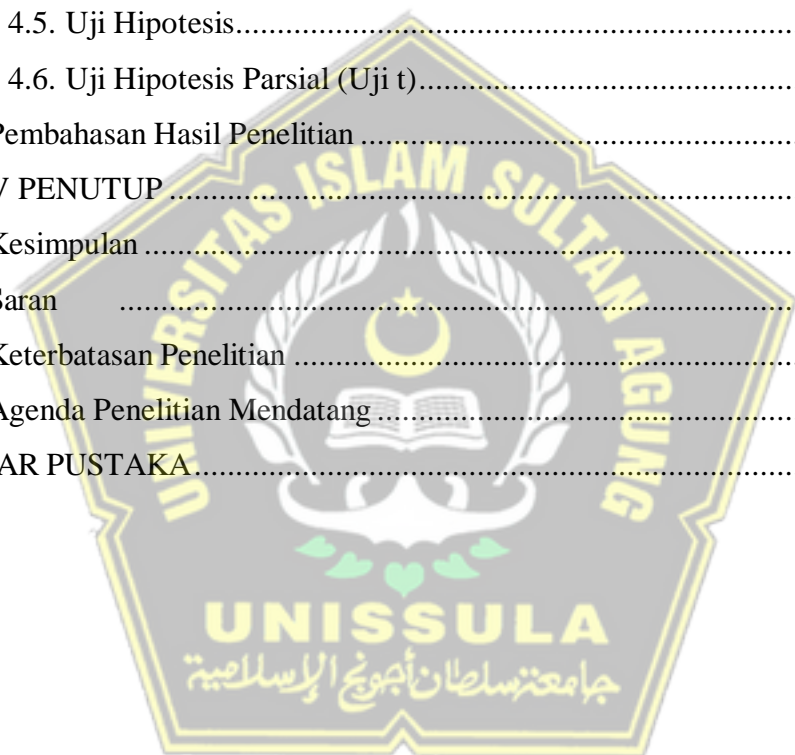 4.5. Uji Hipotesis........................................................................
4.6. Uji Hipotesis Parsial (Uji t)................................................
Pembahasan Hasil Penelitian ......................................................
V PENUTUP ..............................................................................
Kesimpulan ................................................................................
Saran ..........................................................................................
Keterbatasan Penelitian ..............................................................
Agenda Penelitian Mendatang ....................................................
AR PUSTAKA ...........................................................................
UNIVERSITAS ISLAM SULTAN AGUNG
UNISSULA
جامعة سلطان أجونج الإسلامية